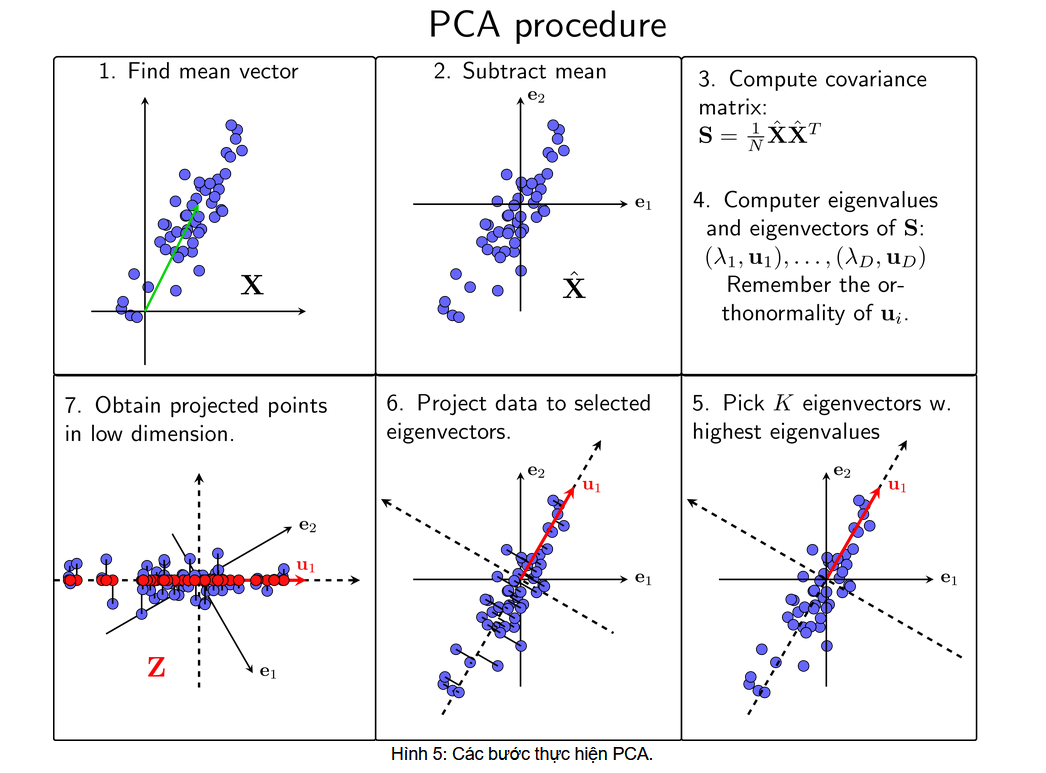 PCA procedure
1. Find mean vector
X
2. Subtract mean
e₂
e₁
X̂
3. Compute covariance
matrix:
S = 1/N X̂X̂ᵀ
4. Computer eigenvalues
and eigenvectors of S:
(λ₁, u₁), . . . , (λ_D, u_D)
Remember the or-
thonormality of uᵢ.
5. Pick K eigenvectors w.
highest eigenvalues
e₂
u₁
e₁
6. Project data to selected
eigenvectors.
e₂
u₁
e₁
7. Obtain projected points
in low dimension.
e₂
u₁
e₁
Z
Hình 5: Các bước thực hiện PCA.